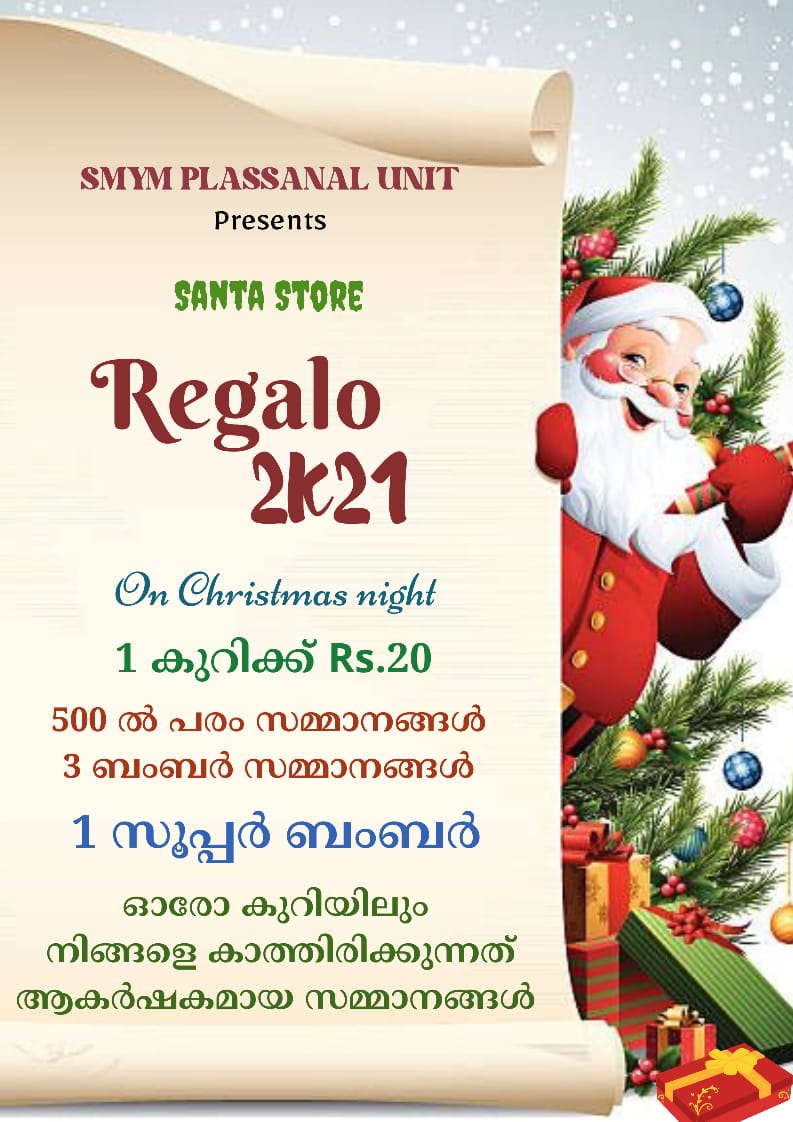 SMYM PLASSANAL UNIT
Presents
SANTA STORE
Regalo
2K21
On Christmas night
1 കുറിക്ക് Rs.20
500 ൽ പരം സമ്മാനങ്ങൾ
3 ബംബർ സമ്മാനങ്ങൾ
1 സൂപ്പർ ബംബർ
ഓരോ കുറിയിലും
നിങ്ങളെ കാത്തിരിക്കുന്നത്
ആകർഷകമായ സമ്മാനങ്ങൾ